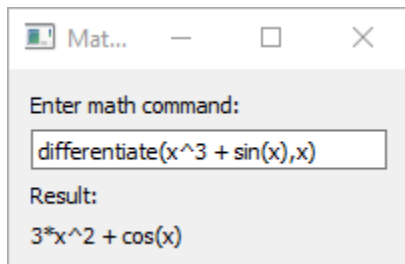 Mat...
Enter math command:
differentiate(x^3 + sin(x),x)
Result:
3*x^2 + cos(x)